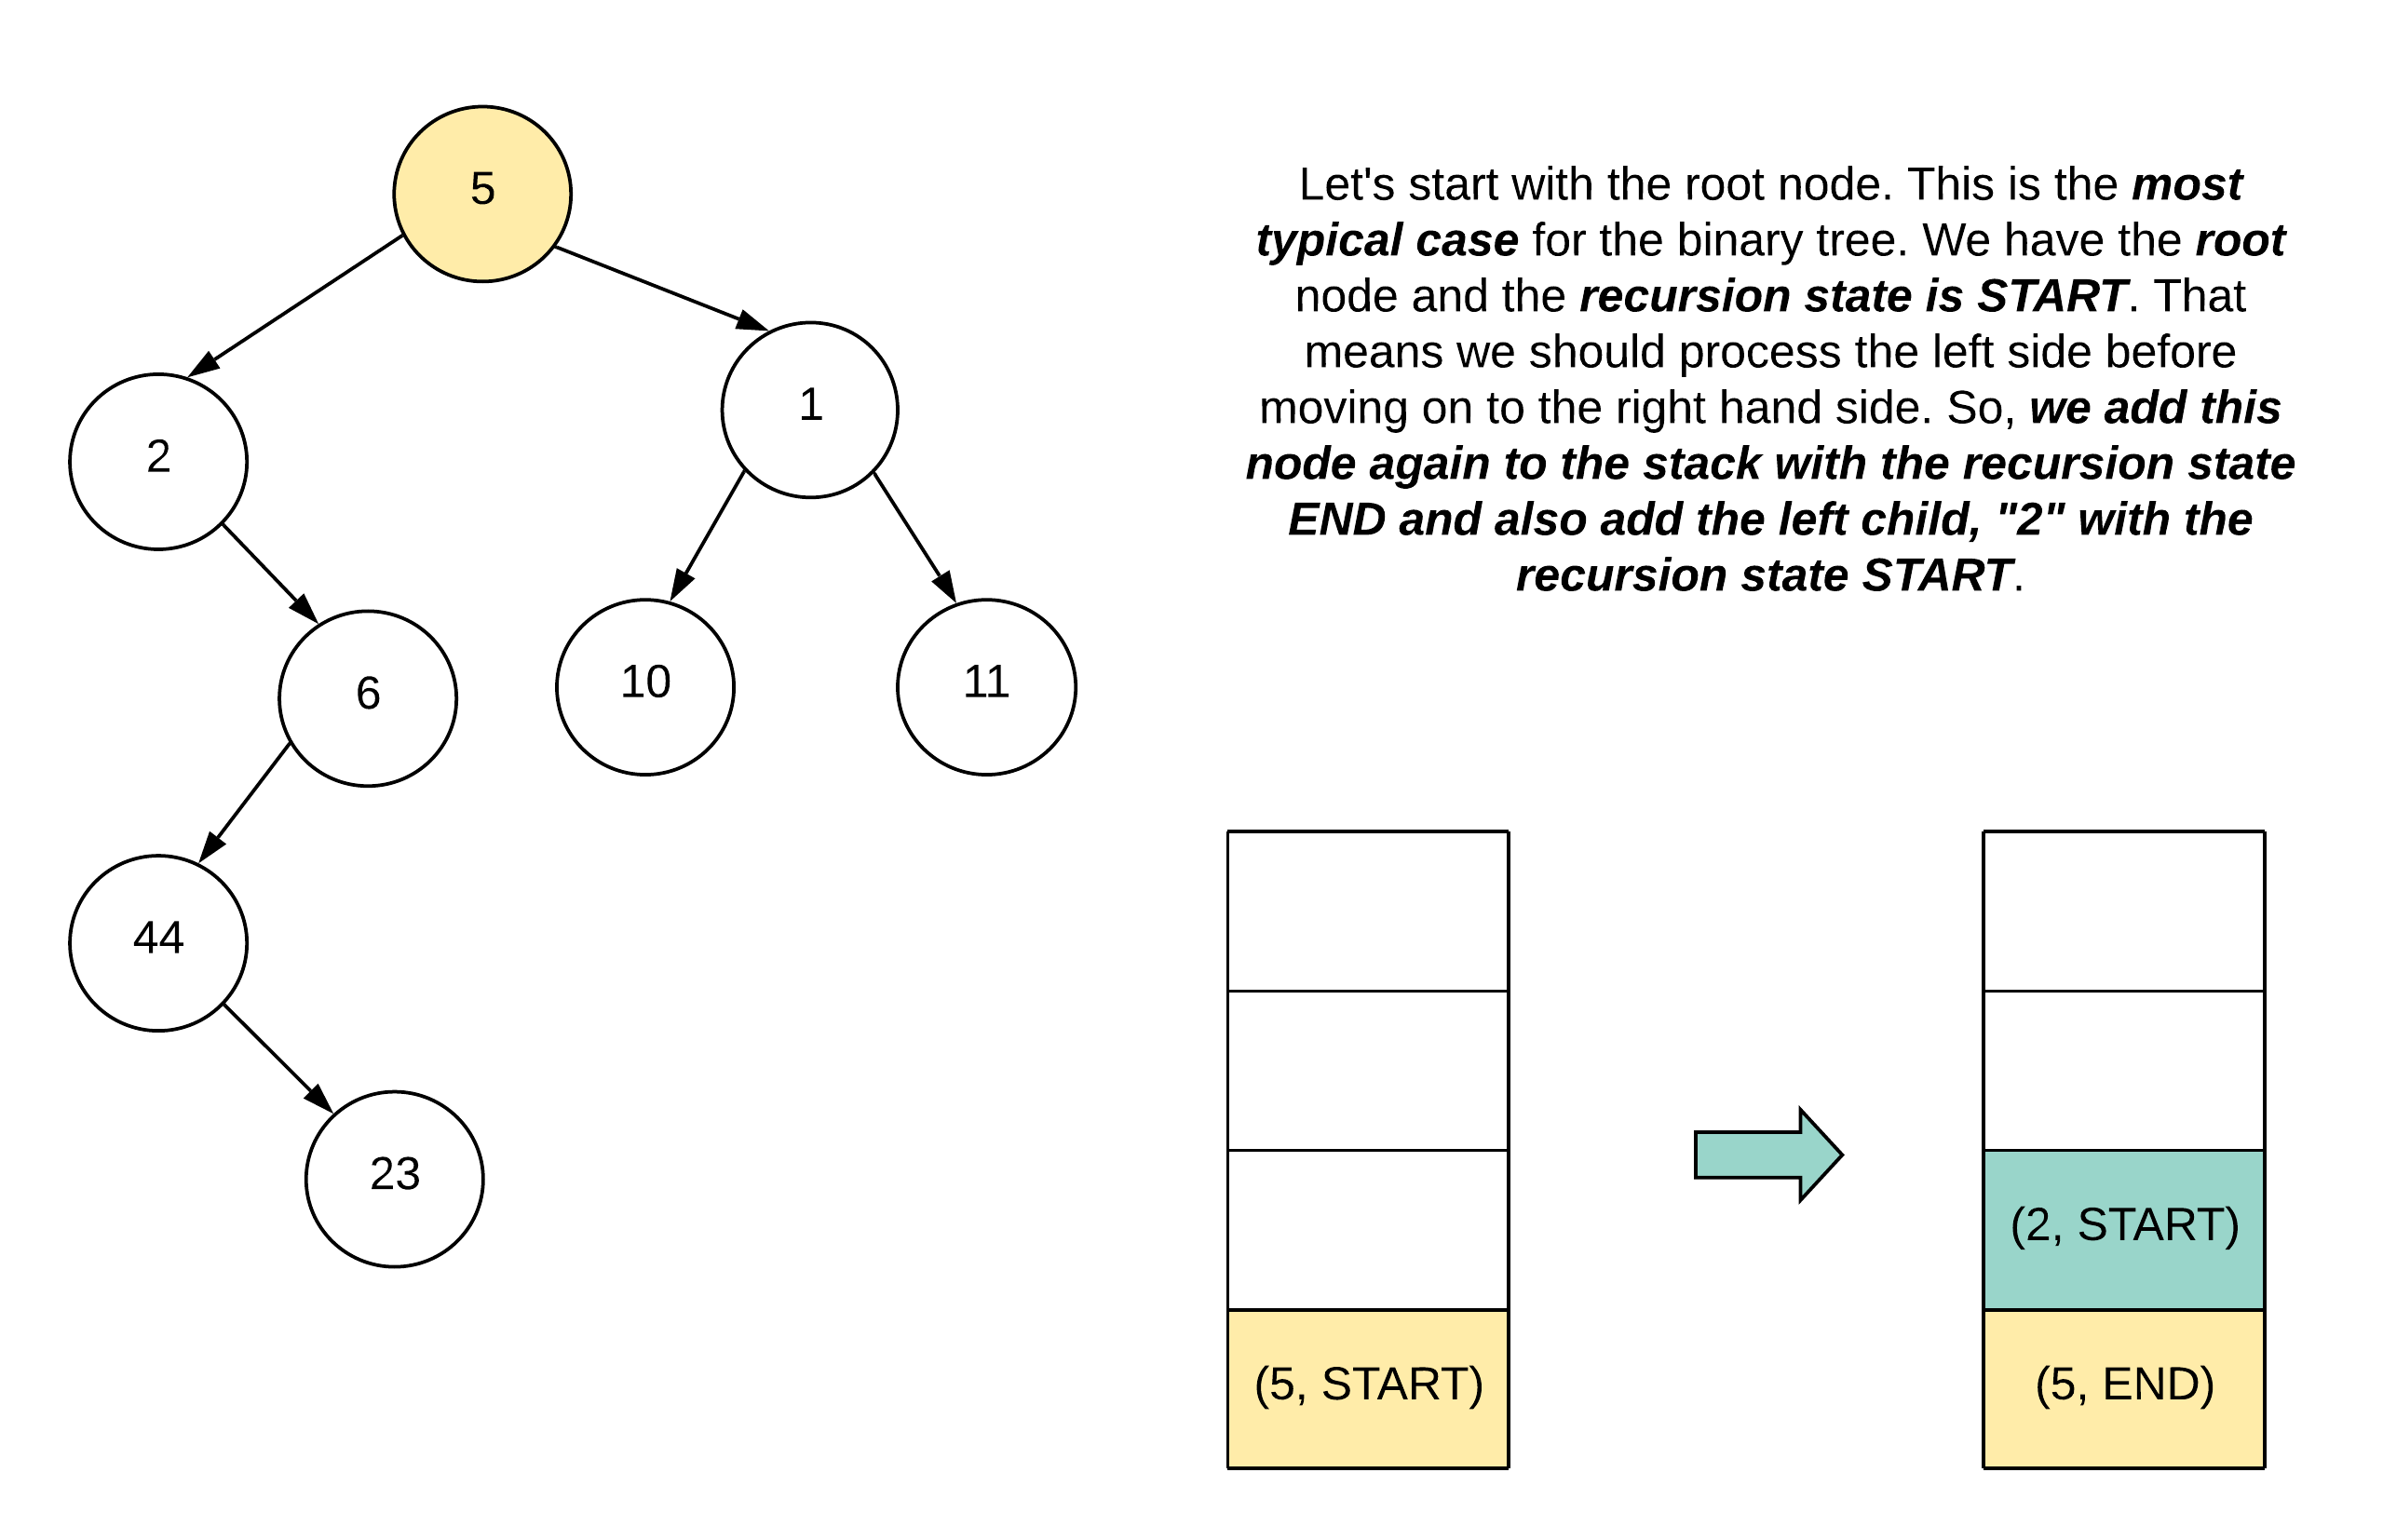 5
Let's start with the root node. This is the most
typical case for the binary tree. We have the root
node and the recursion state is START. That
means we should process the left side before
moving on to the right hand side. So, we add this
node again to the stack with the recursion state
END and also add the left child, "2" with the
recursion state START.
1
2
10
11
6
44
23
(2, START)
(5, START)
(5, END)